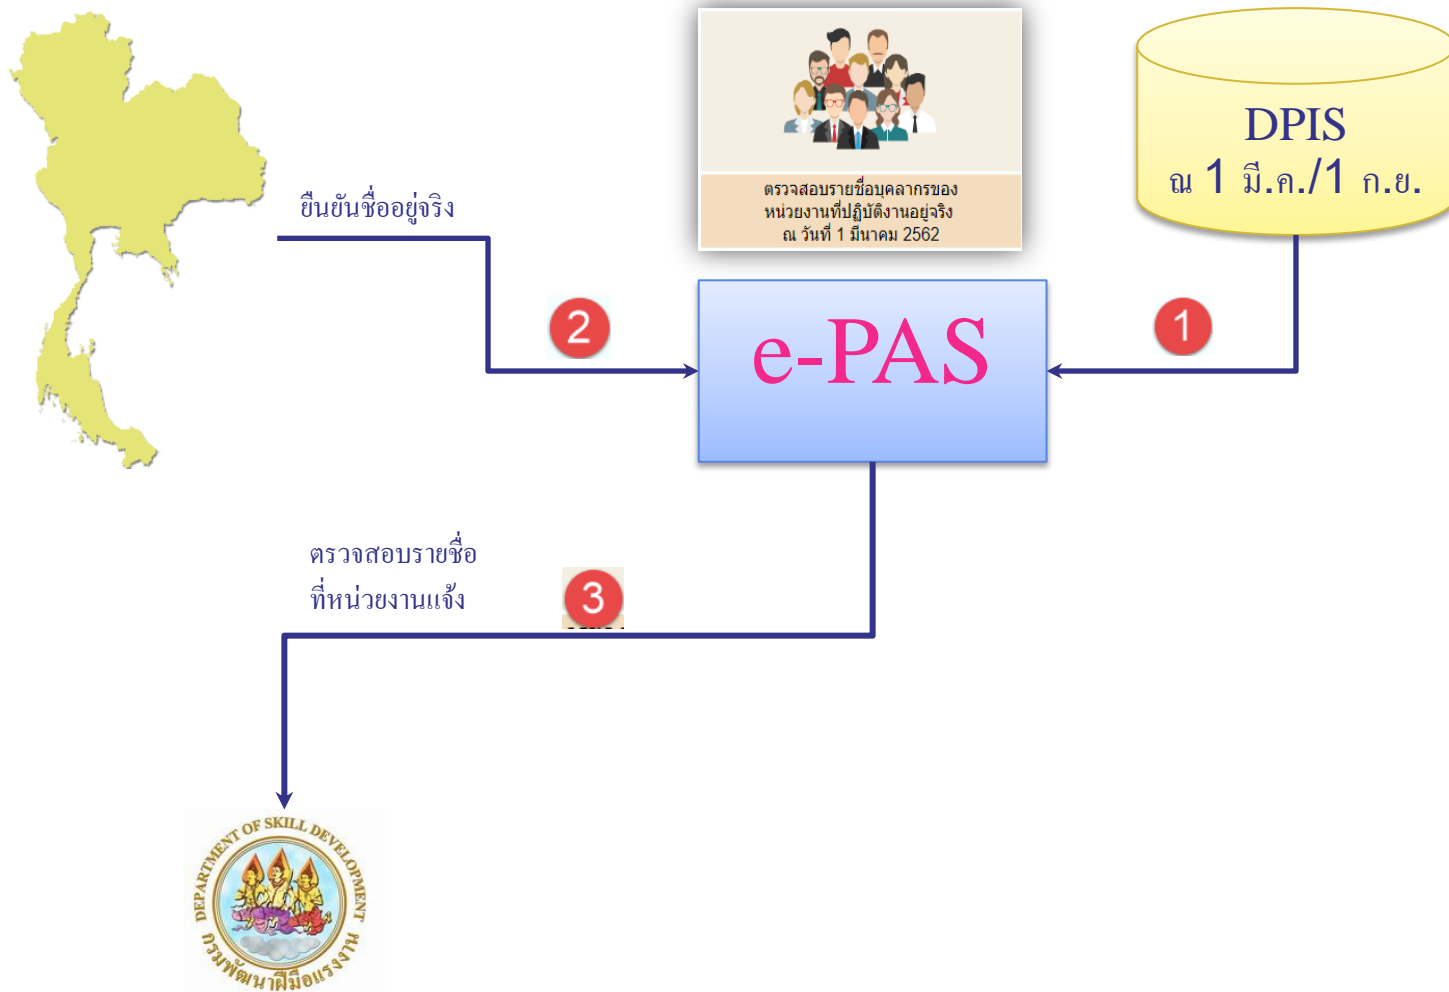 ตรวจสอบรายชื่อบุคลากรของ
หน่วยงานที่ปฏิบัติงานอยู่จริง
ณ วันที่ 1 มีนาคม 2562
DPIS
ณ 1 มี.ค./1 ก.ย.
ยืนยันชื่ออยู่จริง
2
e-PAS
1
ตรวจสอบรายชื่อ
ที่หน่วยงานแจ้ง
3
DEPARTMENT OF SKILL DEVELOPMENT
กรมพัฒนาฝีมือแรงงาน